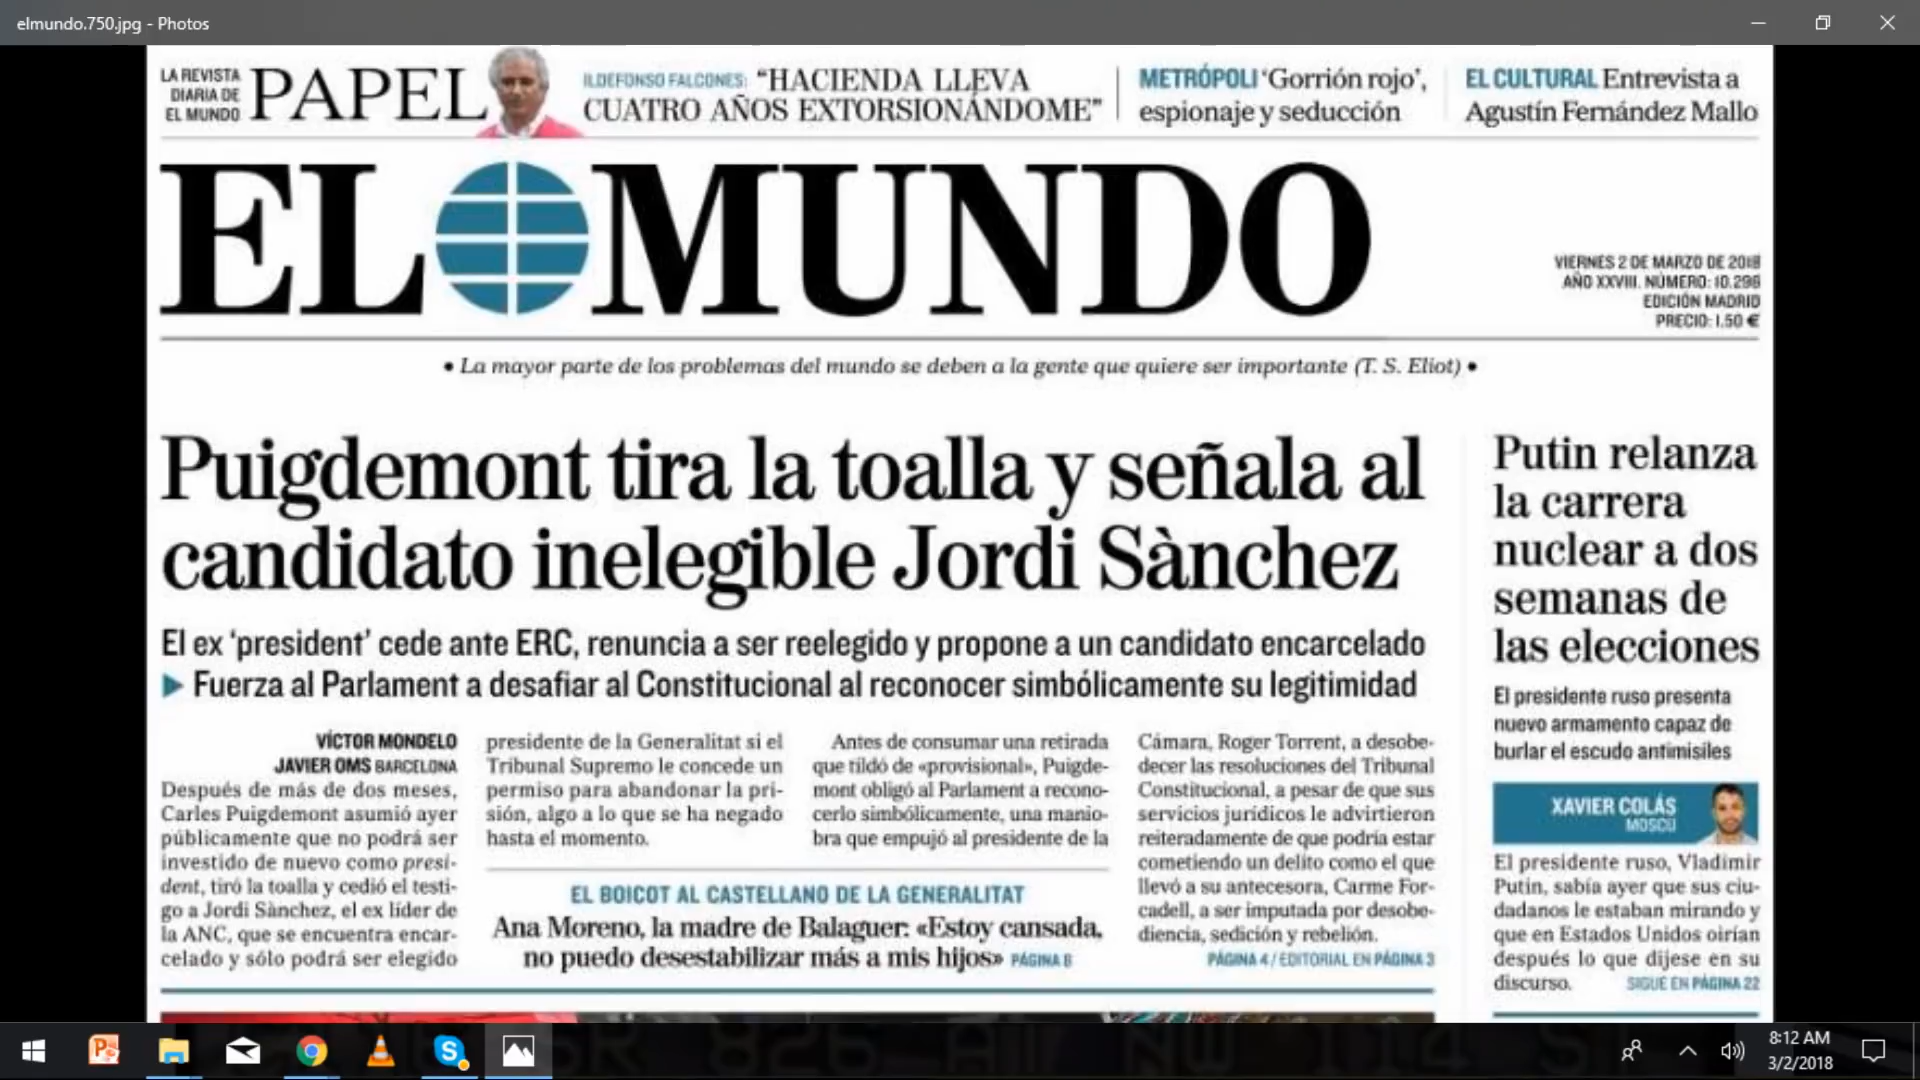 elmundo.750.jpg - Photos
LA REVISTA
DIARIA DE
EL MUNDO
PAPEL
ILDEFONSO FALCONES: “HACIENDA LLEVA
CUATRO AÑOS EXTORSIONÁNDOME”
METRÓPOLI ‘Gorrión rojo’,
espionaje y seducción
EL CULTURAL Entrevista a
Agustín Fernández Mallo
EL MUNDO
VIERNES 2 DE MARZO DE 2018
AÑO XXVIII. NÚMERO: 10.296
EDICIÓN MADRID
PRECIO: 1,50 €
• La mayor parte de los problemas del mundo se deben a la gente que quiere ser importante (T. S. Eliot) •
Puigdemont tira la toalla y señala al
candidato inelegible Jordi Sànchez
El ex ‘president’ cede ante ERC, renuncia a ser reelegido y propone a un candidato encarcelado
Fuerza al Parlament a desafiar al Constitucional al reconocer simbólicamente su legitimidad
VÍCTOR MONDELO
JAVIER OMS BARCELONA
Después de más de dos meses,
Carles Puigdemont asumió ayer
públicamente que no podrá ser
investido de nuevo como presi-
dent, tiró la toalla y cedió el testi-
go a Jordi Sànchez, el ex líder de
la ANC, que se encuentra encar-
celado y sólo podrá ser elegido
presidente de la Generalitat si el
Tribunal Supremo le concede un
permiso para abandonar la pri-
sión, algo a lo que se ha negado
hasta el momento.
Antes de consumar una retirada
que tildó de «provisional», Puigde-
mont obligó al Parlament a recono-
cerlo simbólicamente, una manio-
bra que empujó al presidente de la
Cámara, Roger Torrent, a desobe-
decer las resoluciones del Tribunal
Constitucional, a pesar de que sus
servicios jurídicos le advirtieron
reiteradamente de que podría estar
cometiendo un delito como el que
llevó a su antecesora, Carme For-
cadell, a ser imputada por desobe-
diencia, sedición y rebelión.
PÁGINA 4 / EDITORIAL EN PÁGINA 3
EL BOICOT AL CASTELLANO DE LA GENERALITAT
Ana Moreno, la madre de Balaguer: «Estoy cansada,
no puedo desestabilizar más a mis hijos» PÁGINA 6
Putin relanza
la carrera
nuclear a dos
semanas de
las elecciones
El presidente ruso presenta
nuevo armamento capaz de
burlar el escudo antimisiles
XAVIER COLÁS
MOSCÚ
El presidente ruso, Vladimir
Putin, sabía ayer que sus ciu-
dadanos le estaban mirando y
que en Estados Unidos oirían
después lo que dijese en su
discurso.
SIGUE EN PÁGINA 22
8:12 AM
3/2/2018